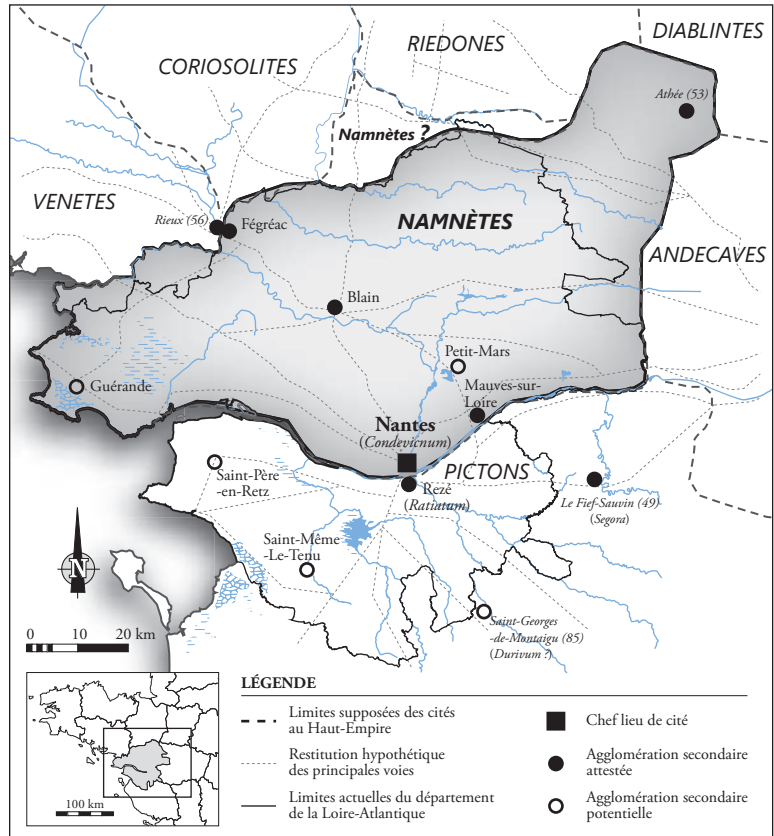 DIABLINTES
RIEDONES
CORIOSOLITES
Athée (53)
Namnètes ?
VENETES
NAMNÈTES
Rieux (56)
Fégréac
ANDECAVES
Blain
Petit-Mars
Guérande
Mauves-sur-
Loire
Nantes
(Condevicnum)
PICTONS
Saint-Père
-en-Retz
Rezé
(Ratiatum)
Le Fief-Sauvin (49)
(Segora)
Saint-Même
-Le-Tenu
N
Saint-Georges
-de-Montaigu (85)
(Durivum ?)
0 10 20 km
100 km
LÉGENDE
Limites supposées des cités
au Haut-Empire
Restitution hypothétique
des principales voies
Limites actuelles du département
de la Loire-Atlantique
Chef lieu de cité
Agglomération secondaire
attestée
Agglomération secondaire
potentielle